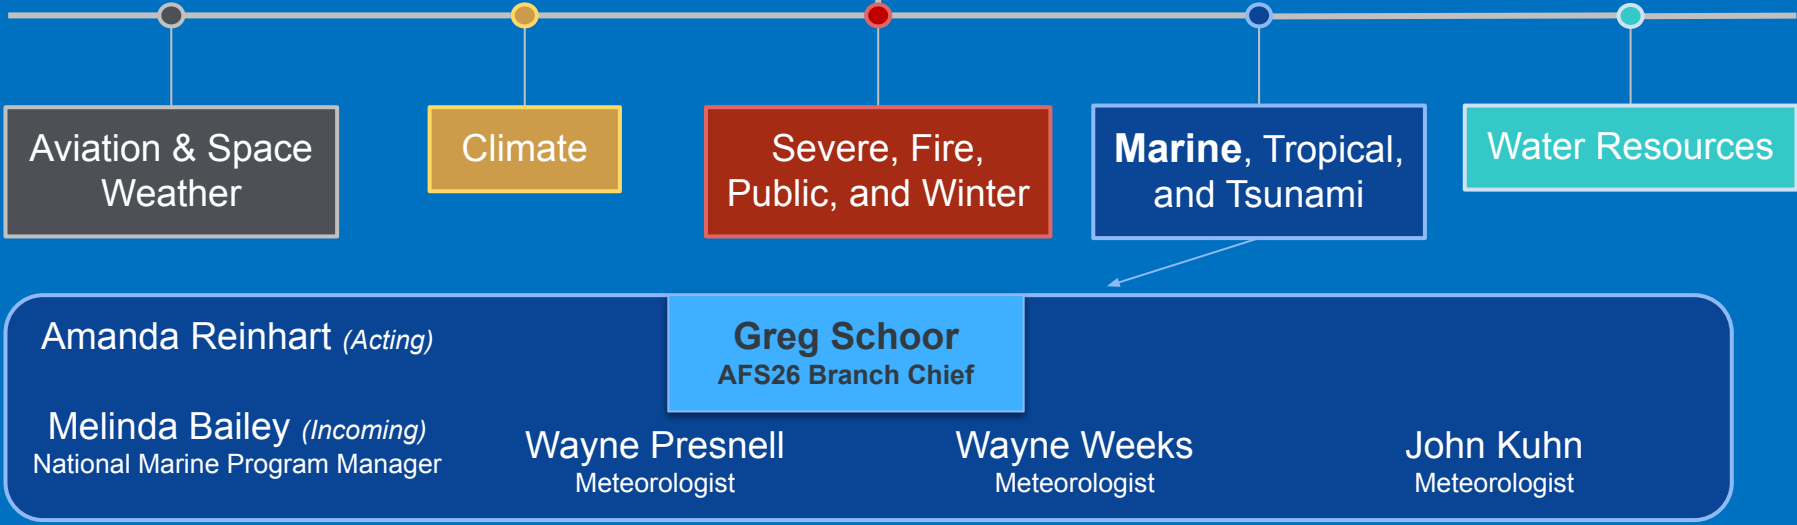 Aviation & Space
Weather
Climate
Severe, Fire,
Public, and Winter
Marine, Tropical,
and Tsunami
Water Resources
Greg Schoor
AFS26 Branch Chief
Amanda Reinhart (Acting)
Melinda Bailey (Incoming)
National Marine Program Manager
Wayne Presnell
Meteorologist
Wayne Weeks
Meteorologist
John Kuhn
Meteorologist